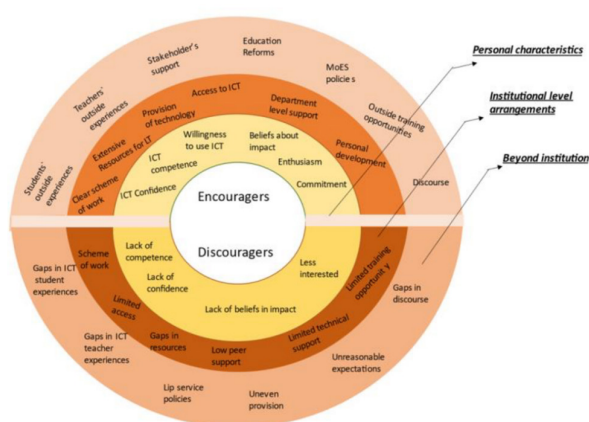 Education
Reforms
Stakeholder's
support
MoES
policies
Teachers'
outside
experiences
Outside training
opportunities
Students'
outside
experiences
Discourse
Access to ICT
Provision
of technology
Department
level support
Extensive
Resources for LT
Personal
development
Clear scheme
of work
Willingness
to use ICT
Beliefs about
impact
ICT
competence
Enthusiasm
ICT Confidence
Commitment
Encouragers
Discouragers
Lack of
competence
Lack of
confidence
Less
interested
Lack of beliefs in impact
Scheme
of work
Limited
access
Gaps in
resources
Low peer
support
Limited technical
support
Limited training
opportunit y
Gaps in ICT
student
experiences
Gaps in ICT
teacher
experiences
Lip service
policies
Uneven
provision
Unreasonable
expectations
Gaps in
discourse
Personal characteristics
Institutional level
arrangements
Beyond institution